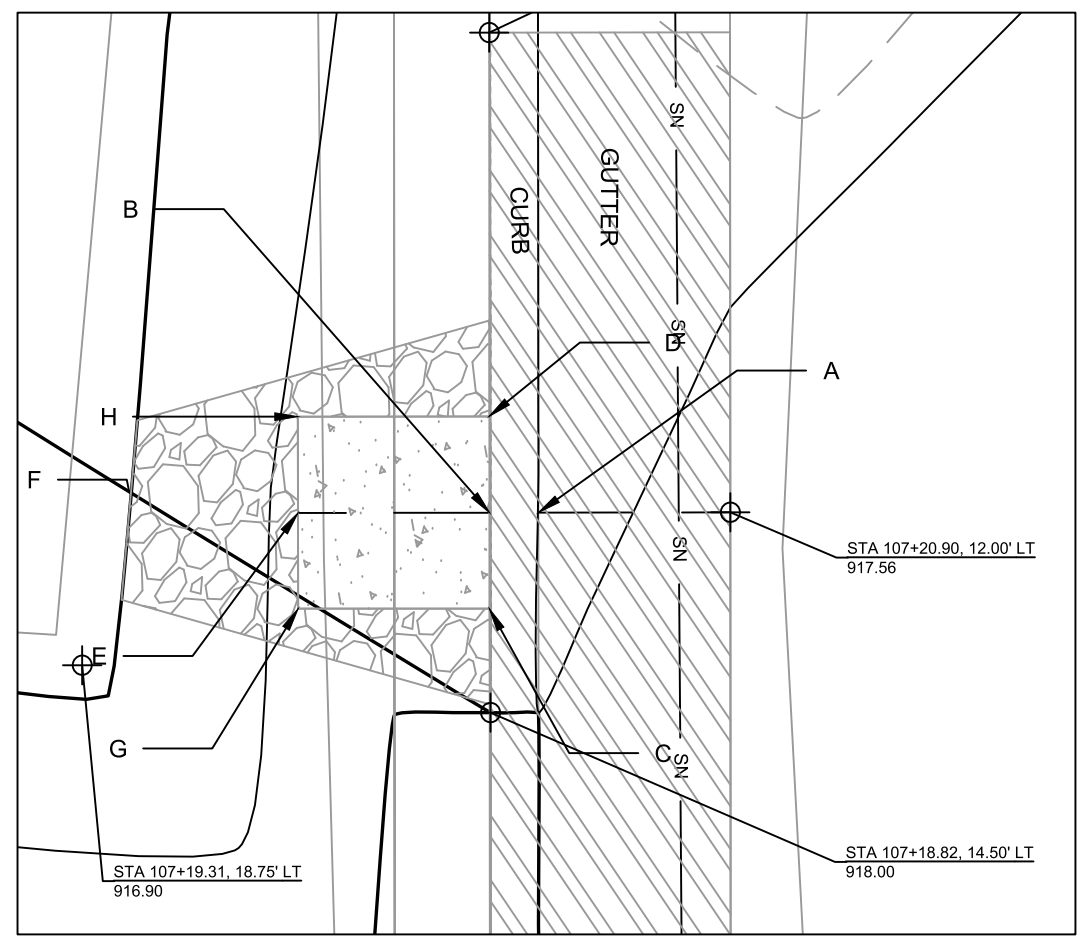 SN
GUTTER
CURB
B
SN
D
A
H
F
SN
STA 107+20.90, 12.00' LT
917.56
E
G
C
SN
STA 107+18.82, 14.50' LT
918.00
STA 107+19.31, 18.75' LT
916.90